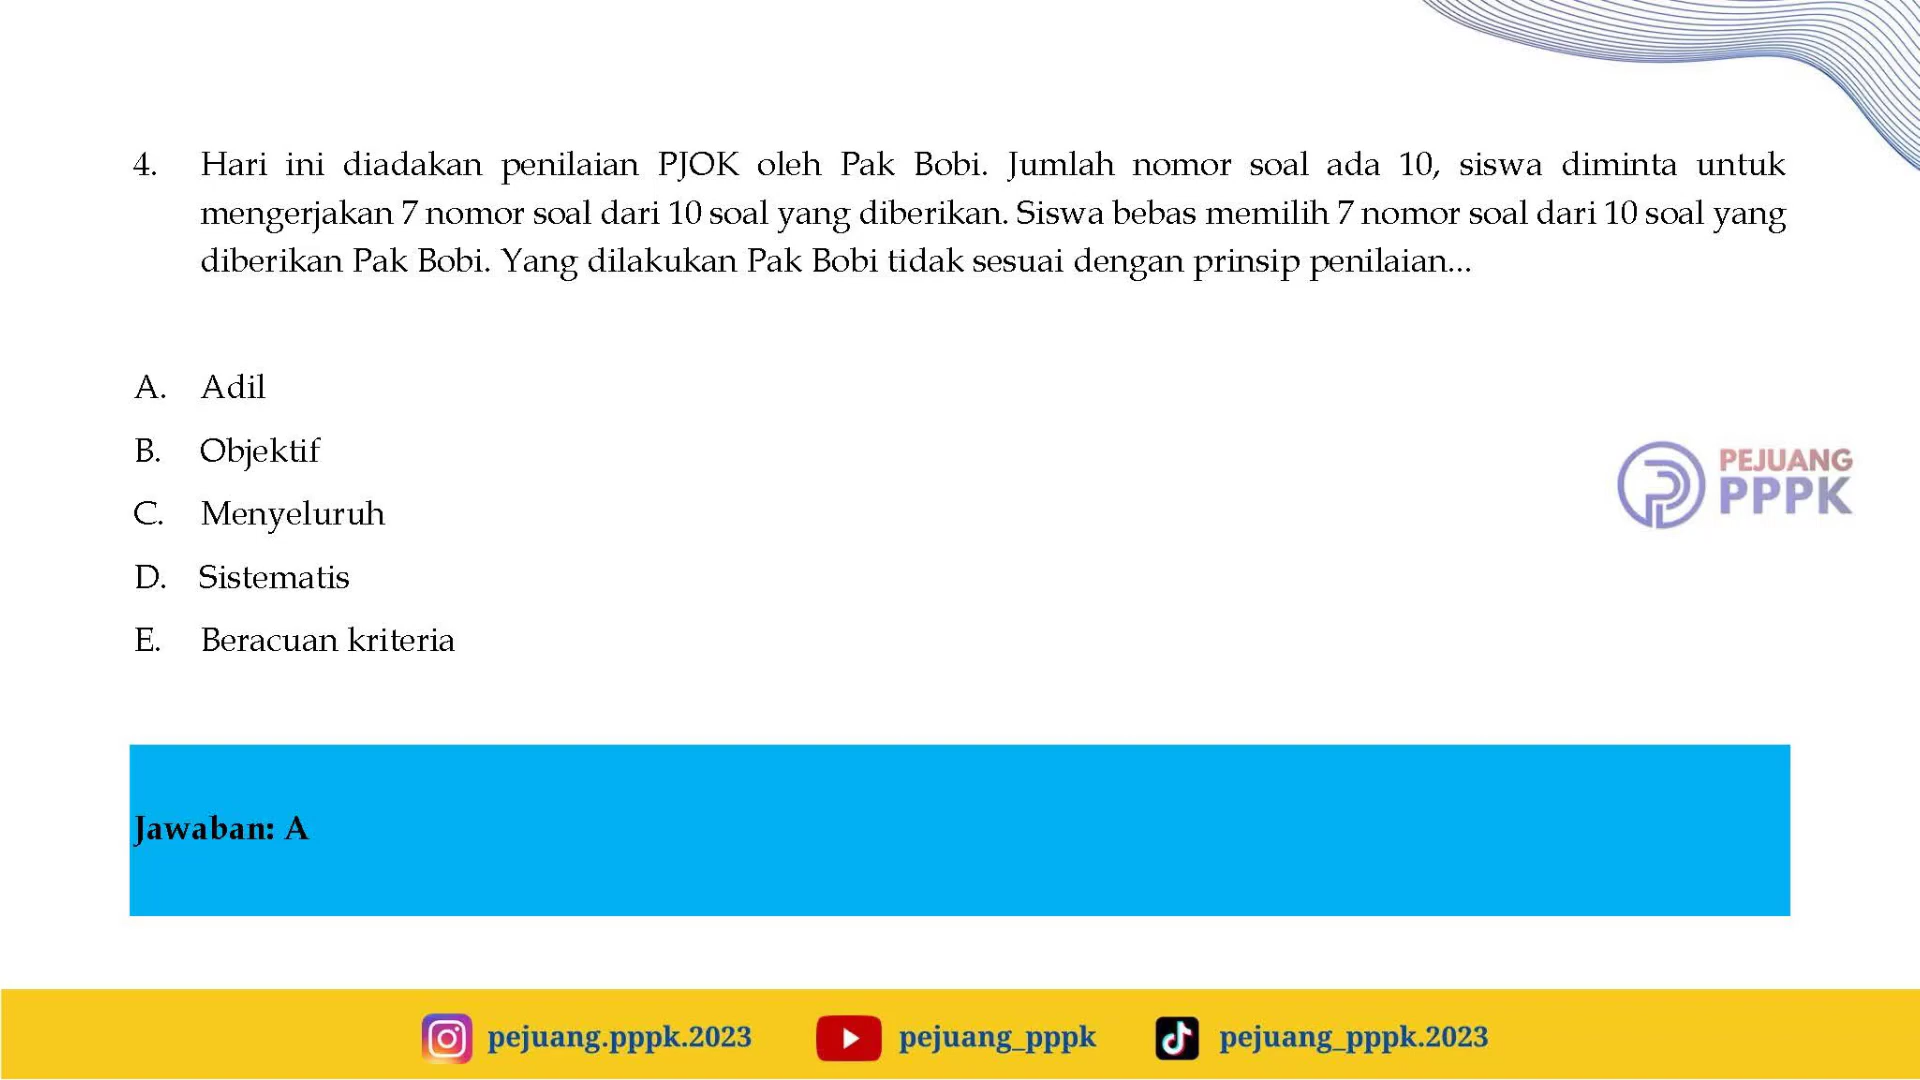 4. Hari ini diadakan penilaian PJOK oleh Pak Bobi. Jumlah nomor soal ada 10, siswa diminta untuk
mengerjakan 7 nomor soal dari 10 soal yang diberikan. Siswa bebas memilih 7 nomor soal dari 10 soal yang
diberikan Pak Bobi. Yang dilakukan Pak Bobi tidak sesuai dengan prinsip penilaian...
A. Adil
B. Objektif
C. Menyeluruh
D. Sistematis
E. Beracuan kriteria
PEJUANG
PPPK
Jawaban: A
pejuang.pppk.2023 pejuang_pppk pejuang_pppk.2023